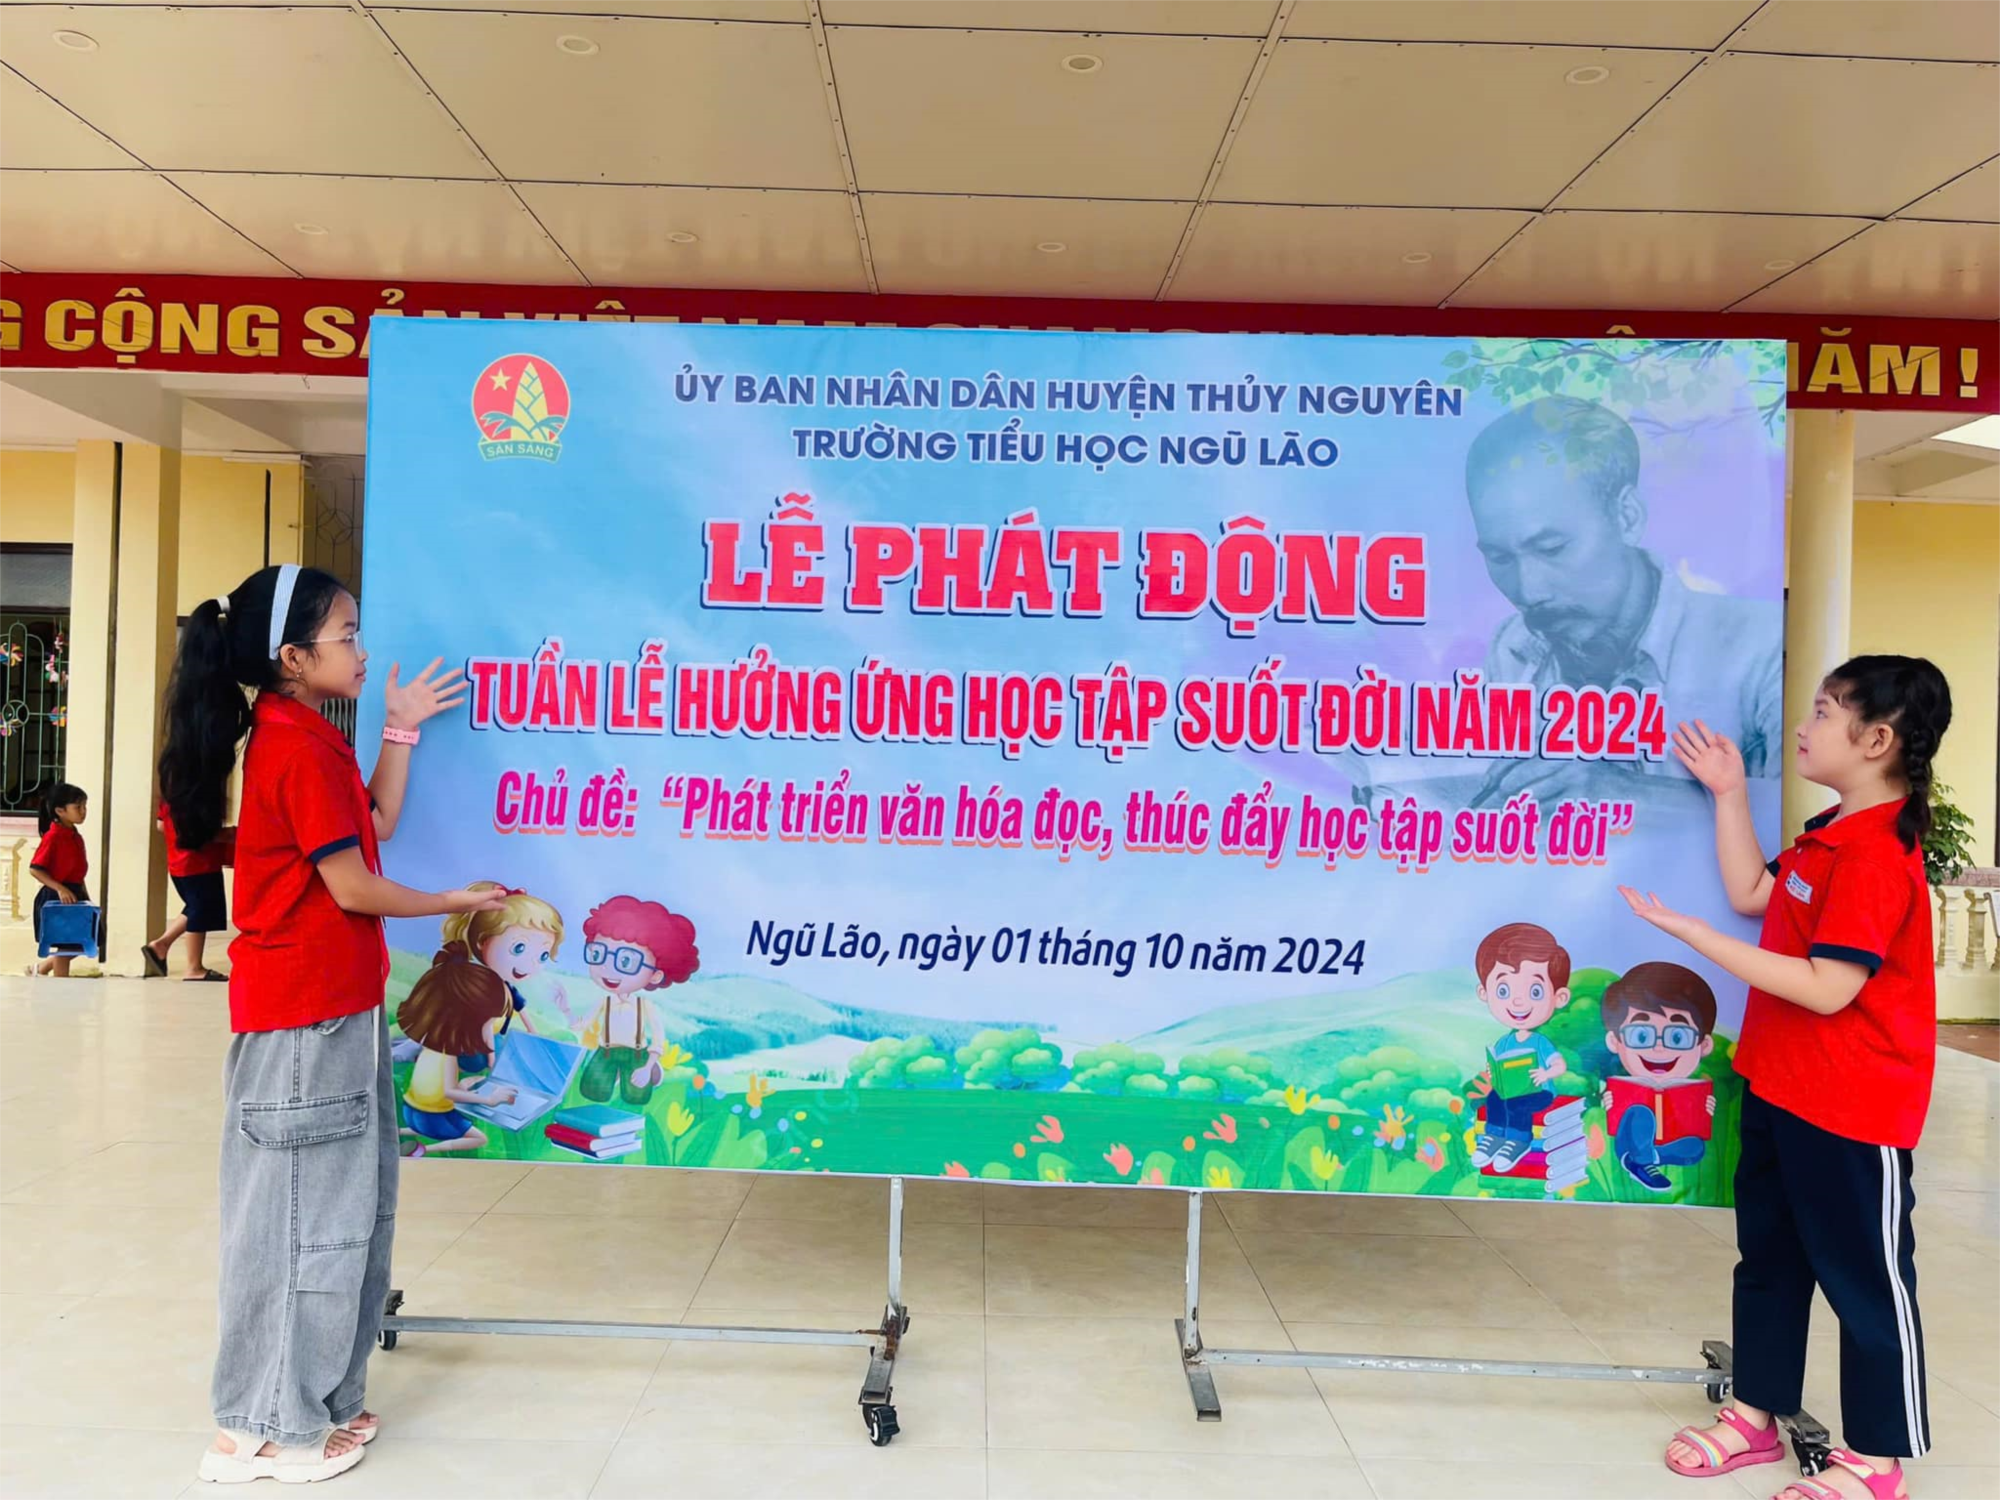 G CỘNG SẢN
NĂM !
SẴN SÀNG
ỦY BAN NHÂN DÂN HUYỆN THỦY NGUYÊN
TRƯỜNG TIỂU HỌC NGŨ LÃO
LỄ PHÁT ĐỘNG
TUẦN LỄ HƯỞNG ỨNG HỌC TẬP SUỐT ĐỜI NĂM 2024
Chủ đề: “Phát triển văn hóa đọc, thúc đẩy học tập suốt đời”
Ngũ Lão, ngày 01 tháng 10 năm 2024